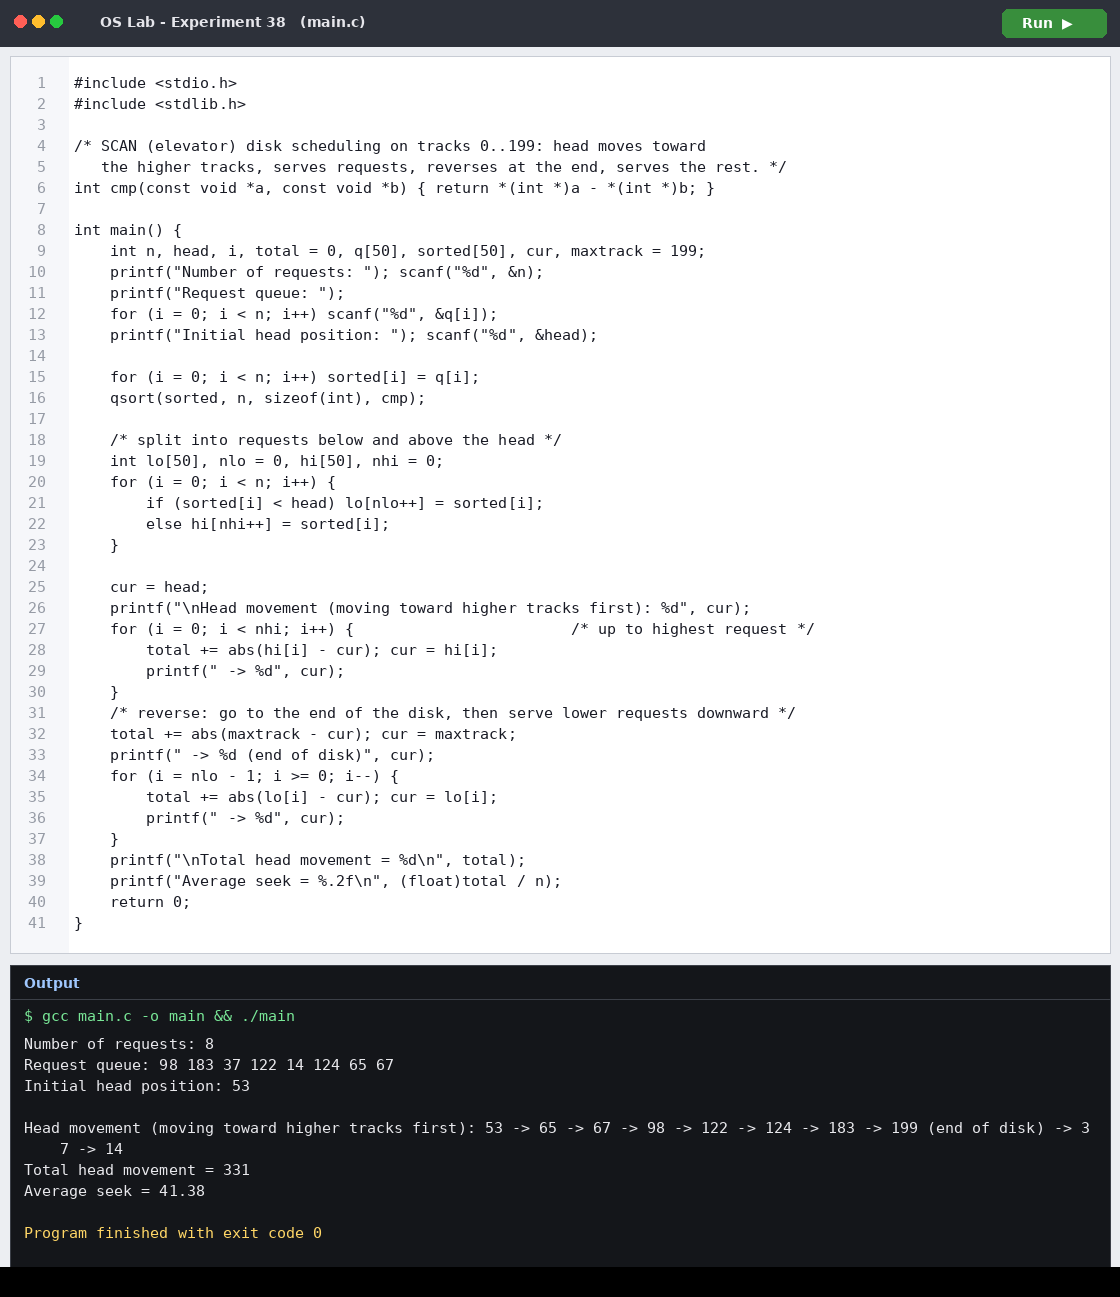 OS Lab - Experiment 38   (main.c)
Run ▶
1 #include <stdio.h>
2 #include <stdlib.h>
3
4 /* SCAN (elevator) disk scheduling on tracks 0..199: head moves toward
5    the higher tracks, serves requests, reverses at the end, serves the rest. */
6 int cmp(const void *a, const void *b) { return *(int *)a - *(int *)b; }
7
8 int main() {
9     int n, head, i, total = 0, q[50], sorted[50], cur, maxtrack = 199;
10     printf("Number of requests: "); scanf("%d", &n);
11     printf("Request queue: ");
12     for (i = 0; i < n; i++) scanf("%d", &q[i]);
13     printf("Initial head position: "); scanf("%d", &head);
14
15     for (i = 0; i < n; i++) sorted[i] = q[i];
16     qsort(sorted, n, sizeof(int), cmp);
17
18     /* split into requests below and above the head */
19     int lo[50], nlo = 0, hi[50], nhi = 0;
20     for (i = 0; i < n; i++) {
21         if (sorted[i] < head) lo[nlo++] = sorted[i];
22         else hi[nhi++] = sorted[i];
23     }
24
25     cur = head;
26     printf("\nHead movement (moving toward higher tracks first): %d", cur);
27     for (i = 0; i < nhi; i++) {                        /* up to highest request */
28         total += abs(hi[i] - cur); cur = hi[i];
29         printf(" -> %d", cur);
30     }
31     /* reverse: go to the end of the disk, then serve lower requests downward */
32     total += abs(maxtrack - cur); cur = maxtrack;
33     printf(" -> %d (end of disk)", cur);
34     for (i = nlo - 1; i >= 0; i--) {
35         total += abs(lo[i] - cur); cur = lo[i];
36         printf(" -> %d", cur);
37     }
38     printf("\nTotal head movement = %d\n", total);
39     printf("Average seek = %.2f\n", (float)total / n);
40     return 0;
41 }
Output
$ gcc main.c -o main && ./main
Number of requests: 8
Request queue: 98 183 37 122 14 124 65 67
Initial head position: 53

Head movement (moving toward higher tracks first): 53 -> 65 -> 67 -> 98 -> 122 -> 124 -> 183 -> 199 (end of disk) -> 3
    7 -> 14
Total head movement = 331
Average seek = 41.38

Program finished with exit code 0